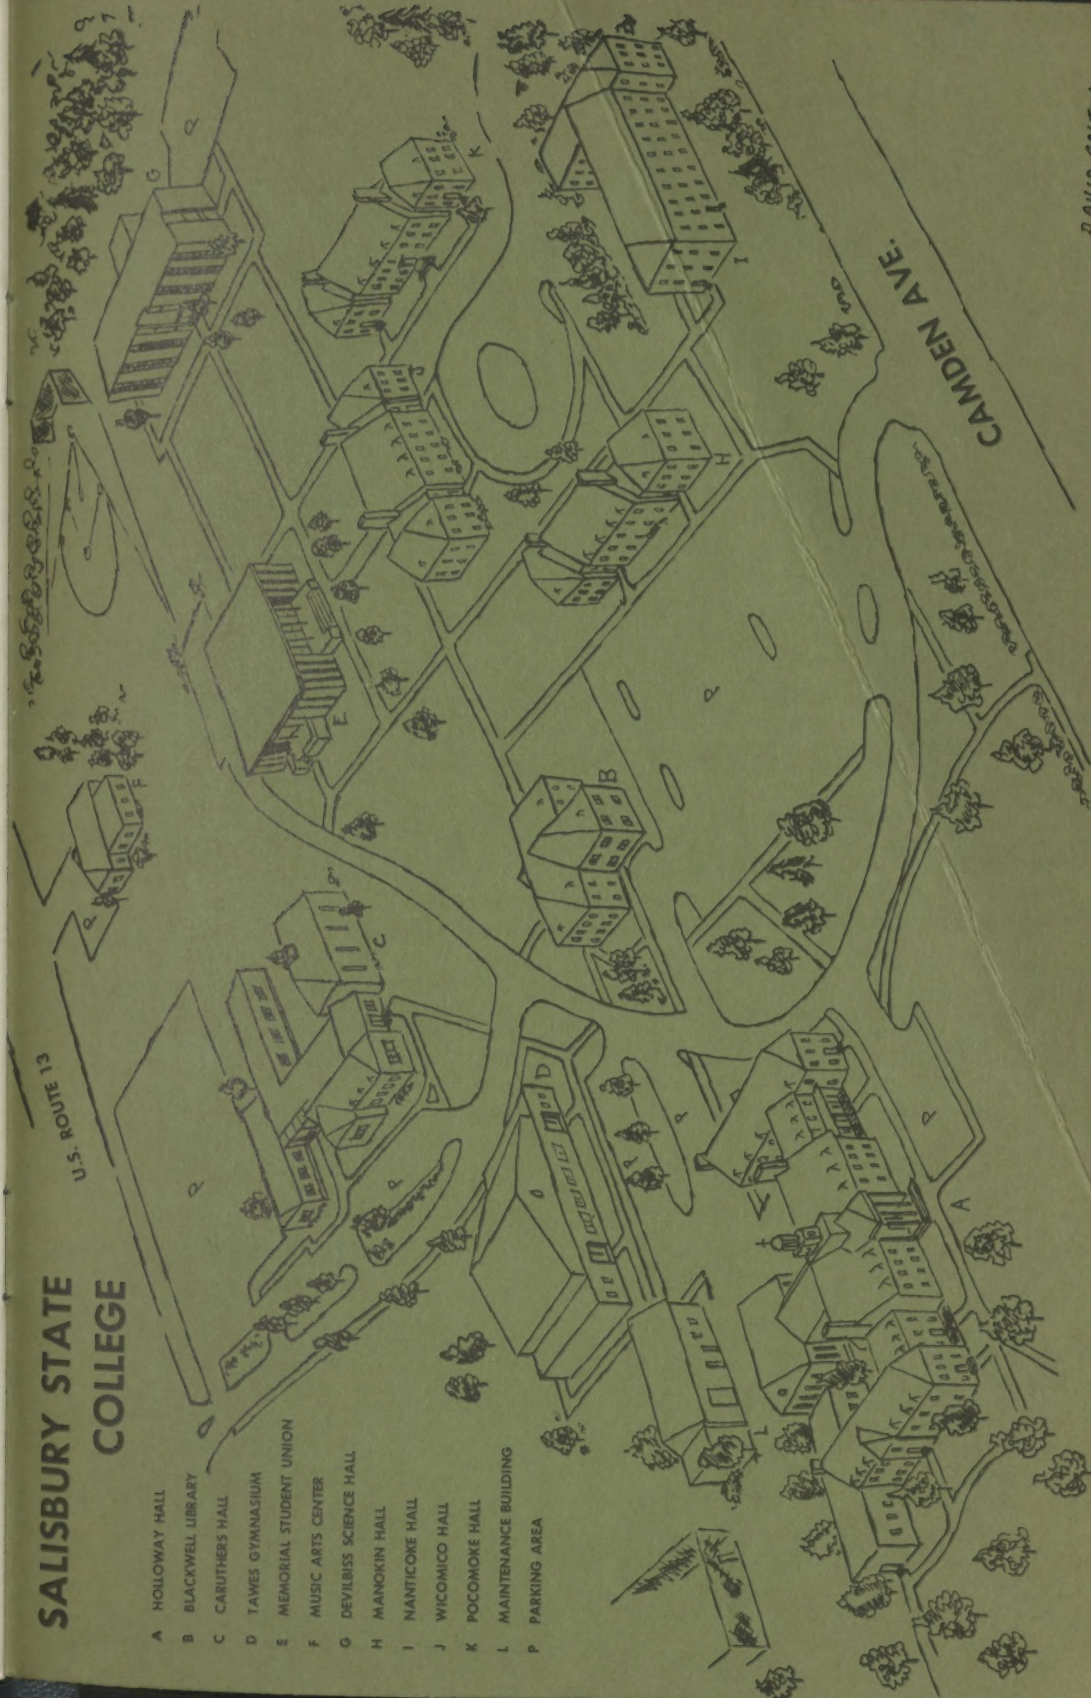 SALISBURY STATE
COLLEGE
A HOLLOWAY HALL
B BLACKWELL LIBRARY
C CARUTHERS HALL
D TAWES GYMNASIUM
E MEMORIAL STUDENT UNION
F MUSIC ARTS CENTER
G DEVILBISS SCIENCE HALL
H MANOKIN HALL
I NANTICOKE HALL
J WICOMICO HALL
K POCOMOKE HALL
L MAINTENANCE BUILDING
P PARKING AREA
U.S. ROUTE 13
P
F
G
P
P
C
E
P
J
K
P
D
P
P
B
P
H
I
L
A
P
CAMDEN AVE.